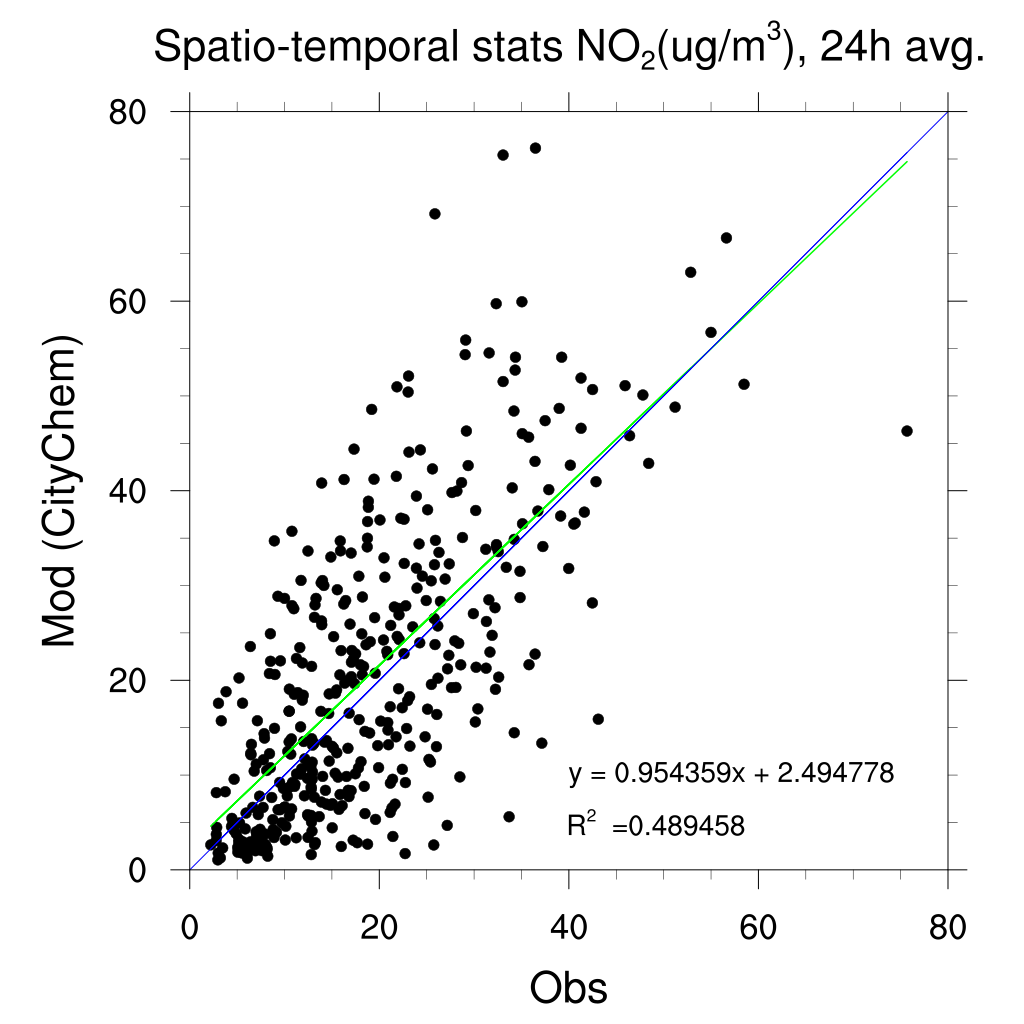 Spatio-temporal stats NO₂(ug/m³), 24h avg.
80
60
40
20
0
Mod (CityChem)
y = 0.954359x + 2.494778
R² =0.489458
0 20 40 60 80
Obs